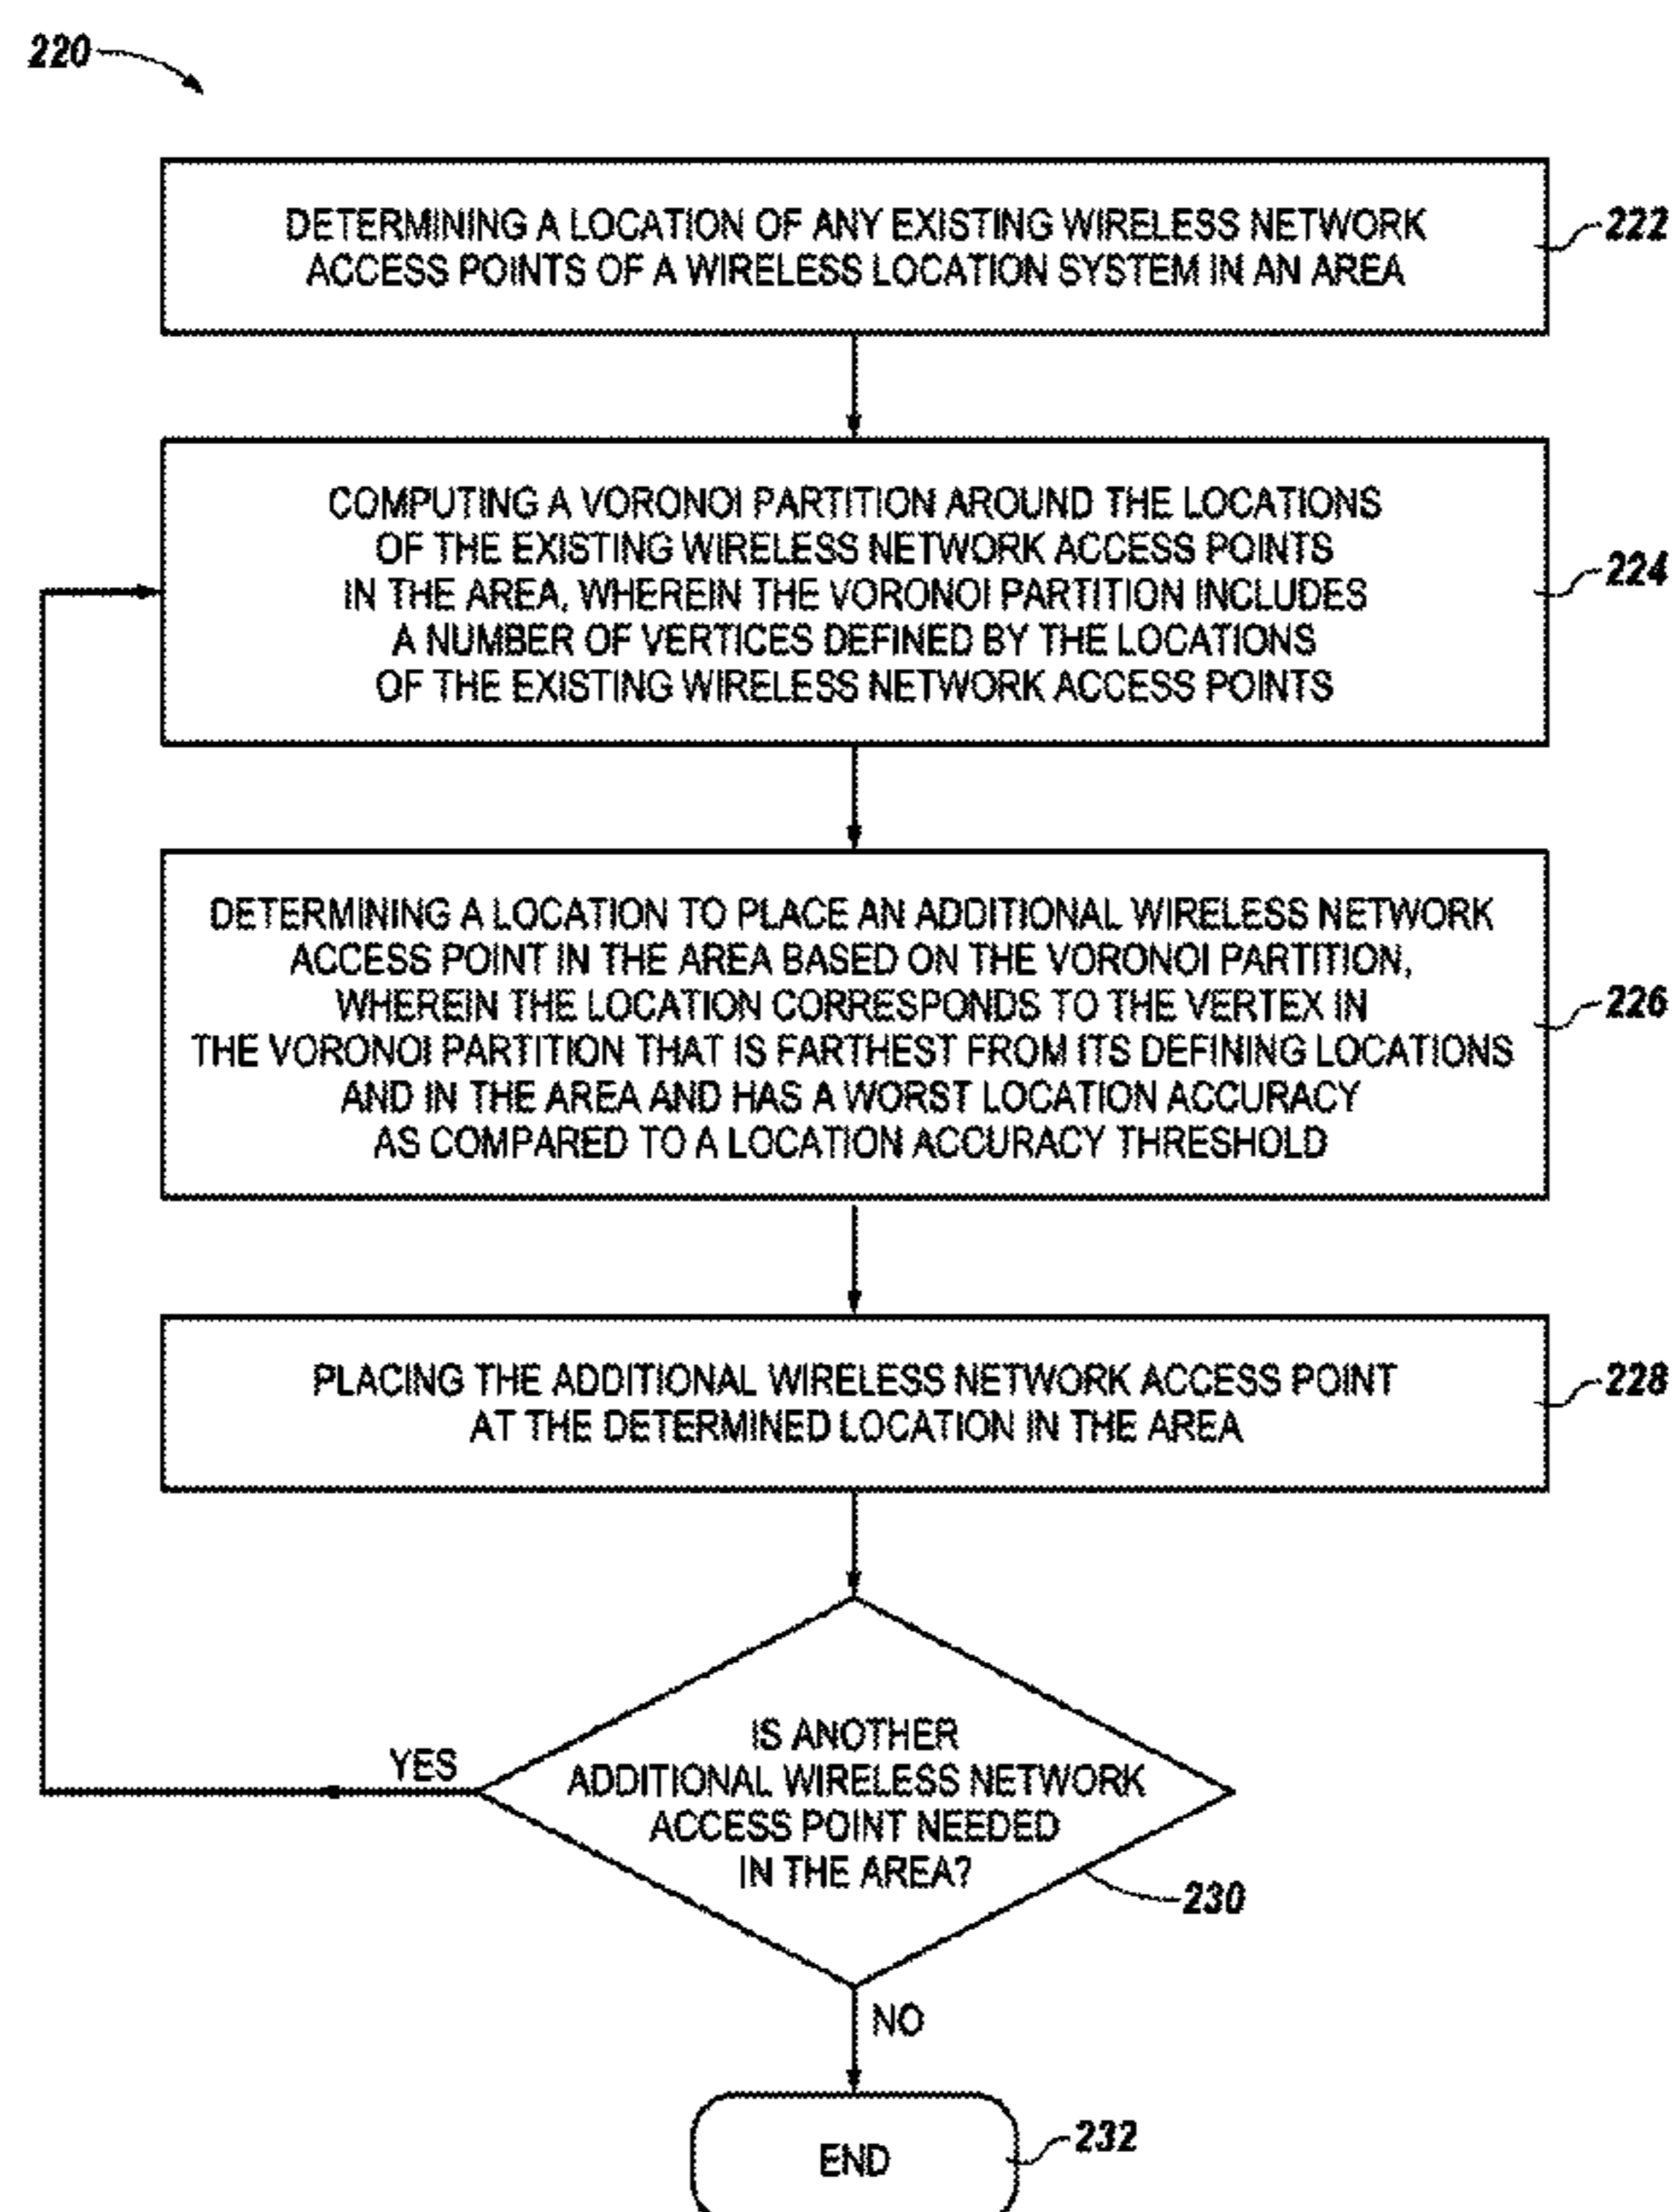 220
DETERMINING A LOCATION OF ANY EXISTING WIRELESS NETWORK
ACCESS POINTS OF A WIRELESS LOCATION SYSTEM IN AN AREA
222
COMPUTING A VORONOI PARTITION AROUND THE LOCATIONS
OF THE EXISTING WIRELESS NETWORK ACCESS POINTS
IN THE AREA, WHEREIN THE VORONOI PARTITION INCLUDES
A NUMBER OF VERTICES DEFINED BY THE LOCATIONS
OF THE EXISTING WIRELESS NETWORK ACCESS POINTS
224
DETERMINING A LOCATION TO PLACE AN ADDITIONAL WIRELESS NETWORK
ACCESS POINT IN THE AREA BASED ON THE VORONOI PARTITION,
WHEREIN THE LOCATION CORRESPONDS TO THE VERTEX IN
THE VORONOI PARTITION THAT IS FARTHEST FROM ITS DEFINING LOCATIONS
AND IN THE AREA AND HAS A WORST LOCATION ACCURACY
AS COMPARED TO A LOCATION ACCURACY THRESHOLD
226
PLACING THE ADDITIONAL WIRELESS NETWORK ACCESS POINT
AT THE DETERMINED LOCATION IN THE AREA
228
YES
IS ANOTHER
ADDITIONAL WIRELESS NETWORK
ACCESS POINT NEEDED
IN THE AREA?
230
NO
END
232